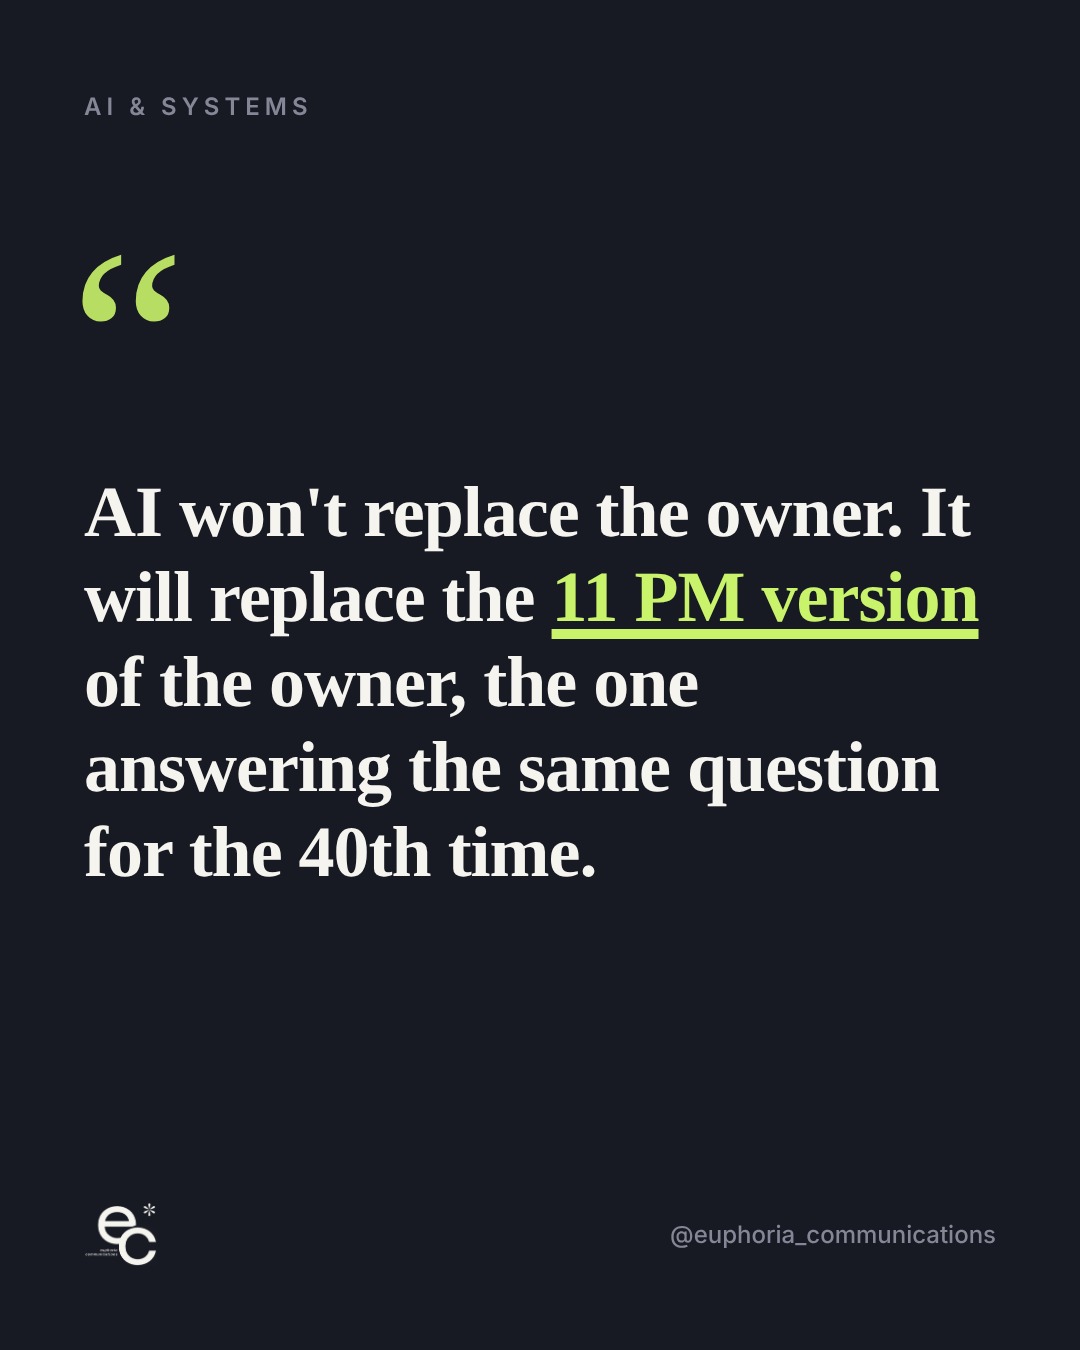 AI & SYSTEMS
“
AI won't replace the owner. It
will replace the 11 PM version
of the owner, the one
answering the same question
for the 40th time.
ec*
@euphoria_communications